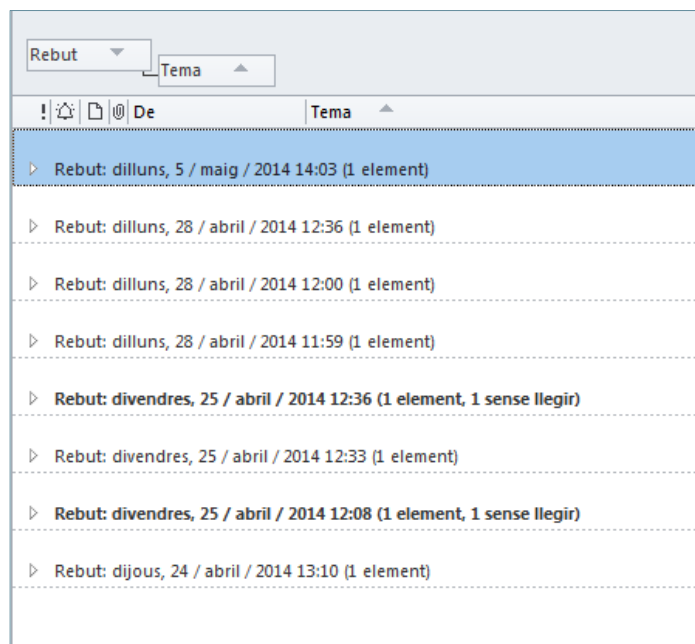 Rebut
Tema
! De Tema
Rebut: dilluns, 5 / maig / 2014 14:03 (1 element)
Rebut: dilluns, 28 / abril / 2014 12:36 (1 element)
Rebut: dilluns, 28 / abril / 2014 12:00 (1 element)
Rebut: dilluns, 28 / abril / 2014 11:59 (1 element)
Rebut: divendres, 25 / abril / 2014 12:36 (1 element, 1 sense llegir)
Rebut: divendres, 25 / abril / 2014 12:33 (1 element)
Rebut: divendres, 25 / abril / 2014 12:08 (1 element, 1 sense llegir)
Rebut: dijous, 24 / abril / 2014 13:10 (1 element)